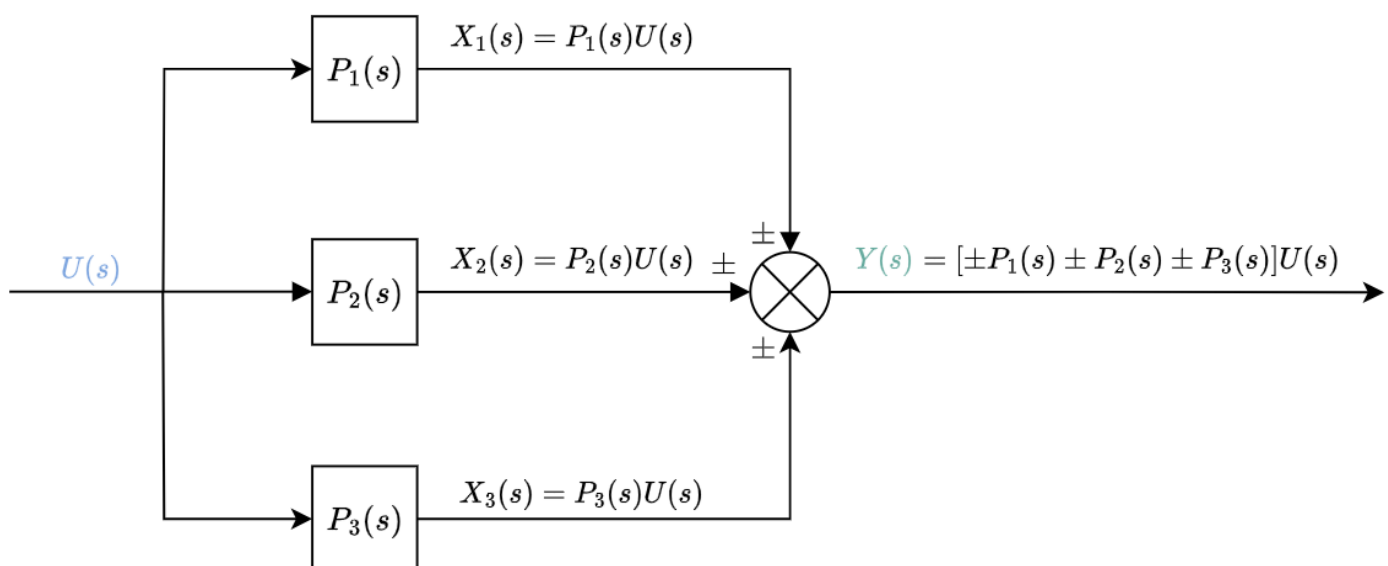 X₁(s) = P₁(s)U(s)
P₁(s)
±
U(s)
X₂(s) = P₂(s)U(s) ±
Y(s) = [±P₁(s) ± P₂(s) ± P₃(s)]U(s)
P₂(s)
±
X₃(s) = P₃(s)U(s)
P₃(s)